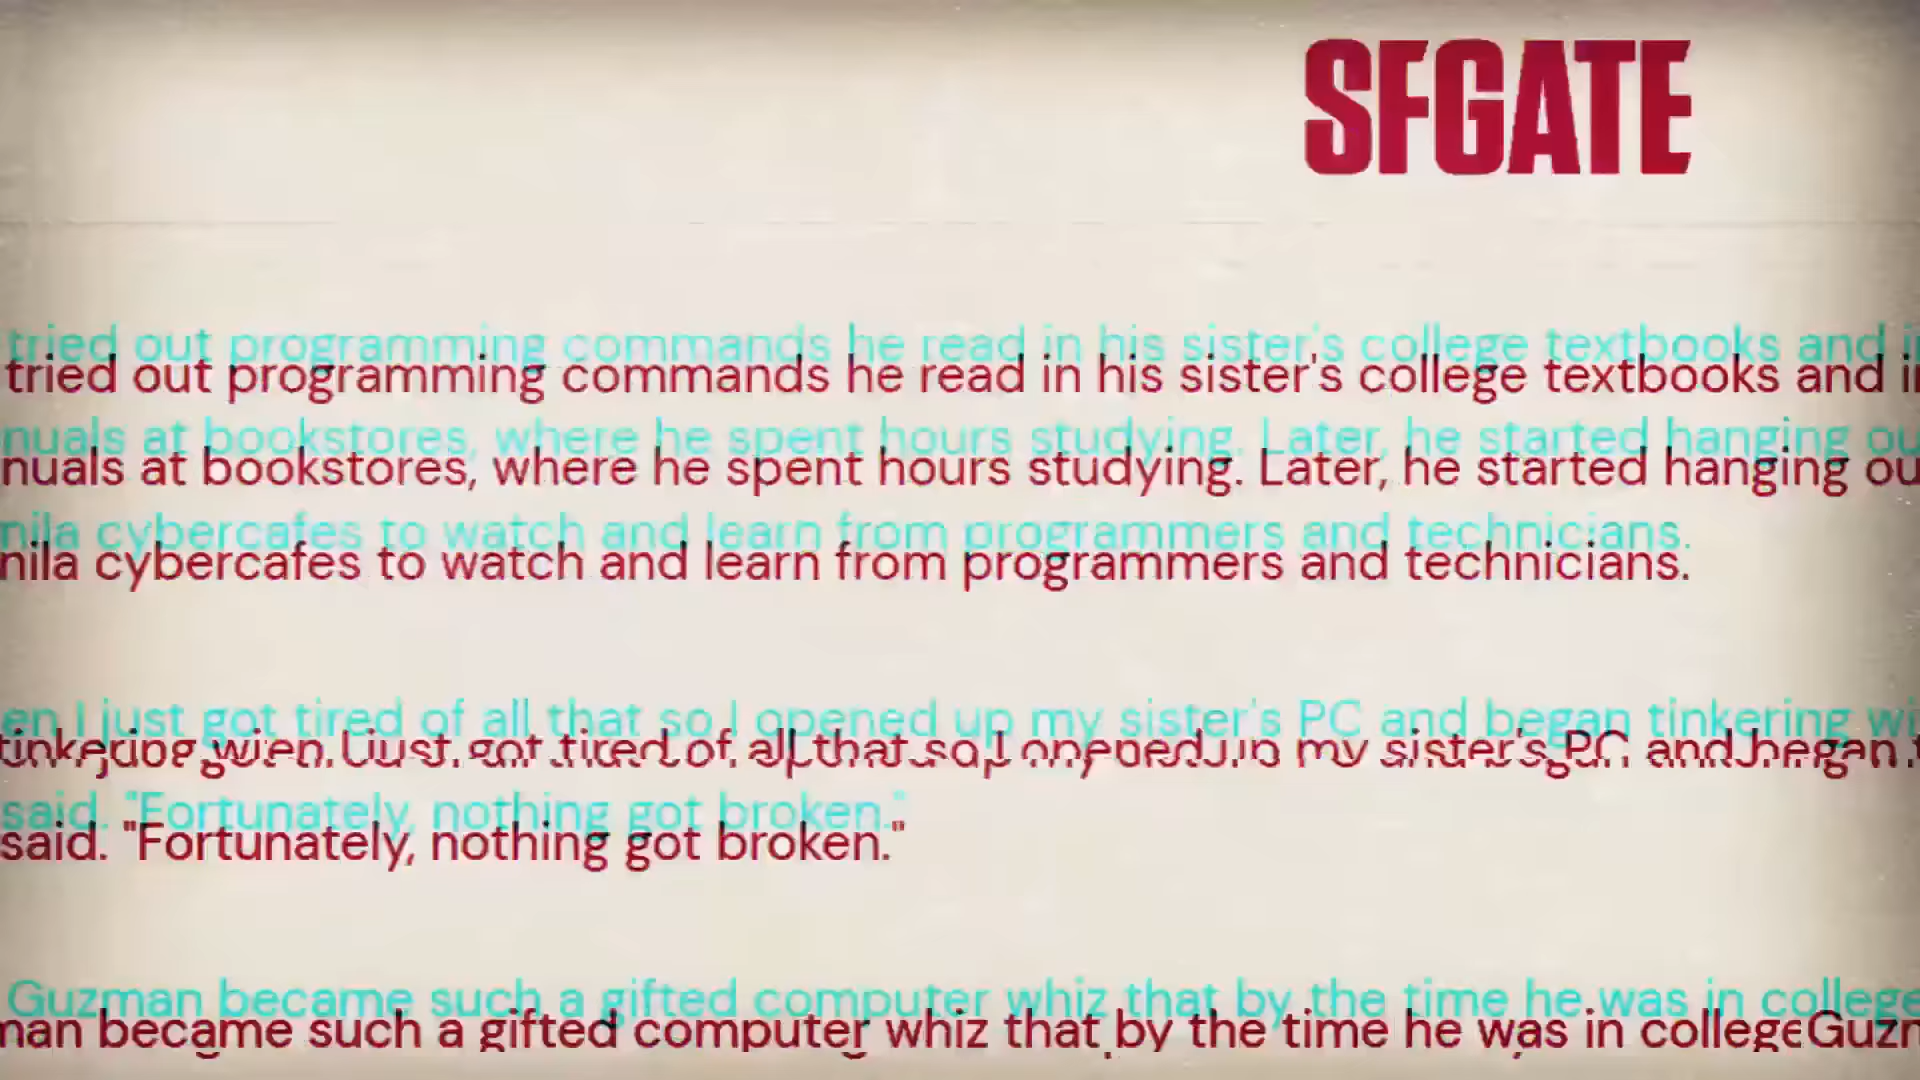 SFGATE
tried out programming commands he read in his sister's college textbooks and i
nuals at bookstores, where he spent hours studying. Later, he started hanging ou
nila cybercafes to watch and learn from programmers and technicians.
en I just got tired of all that so I opened up my sister's PC and began tinkering wi
said. "Fortunately, nothing got broken."
Guzman became such a gifted computer whiz that by the time he was in college